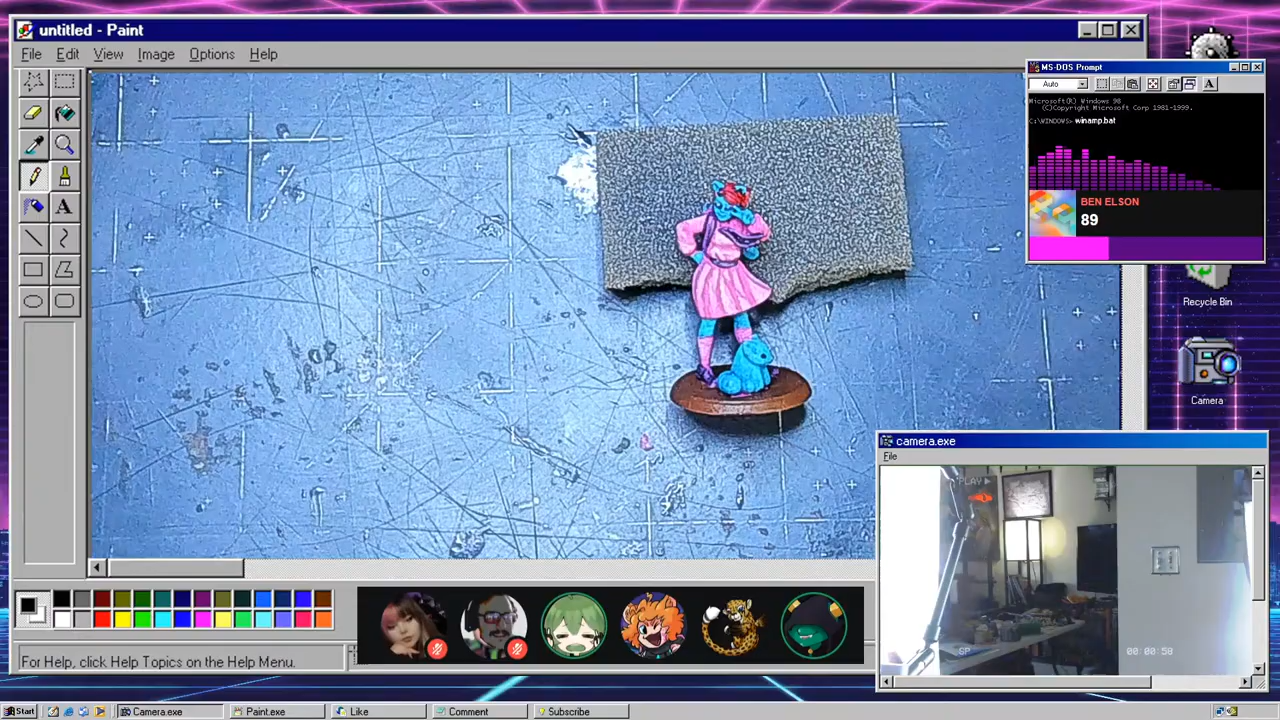 untitled - Paint
File Edit View Image Options Help
MS-DOS Prompt
Auto
A
Microsoft(R) Windows 98
(C)Copyright Microsoft Corp 1981-1999.
C:\WINDOWS> winamp.bat
BEN ELSON
89
Recycle Bin
Camera
camera.exe
File
PLAY
SP
00:00:58
A
For Help, click Help Topics on the Help Menu.
Start Camera.exe Paint.exe Like Comment Subscribe